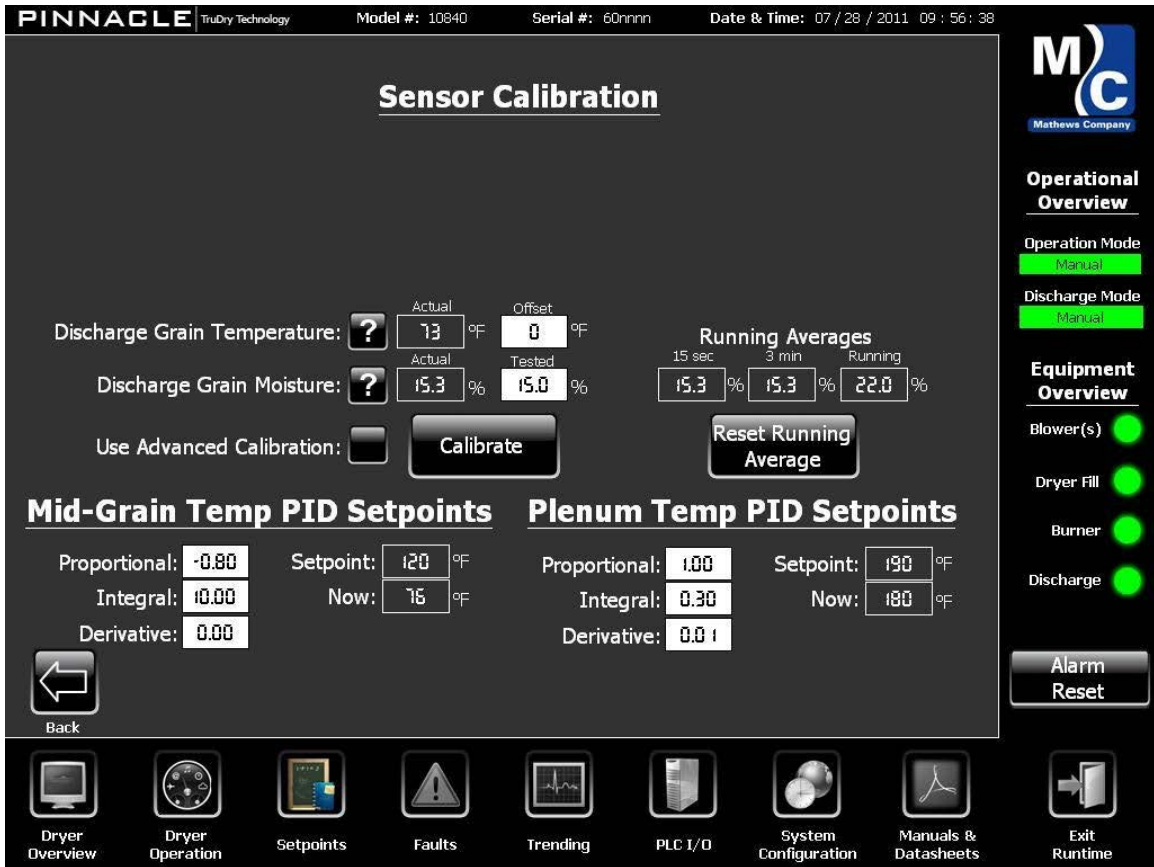 PINNACLE TruDry Technology Model #: 10840 Serial #: 60nnnn Date & Time: 07 / 28 / 2011 09 : 56 : 38
MC
Mathews Company
Sensor Calibration
Operational
Overview
Operation Mode
Manual
Discharge Mode
Manual
Actual Offset
Discharge Grain Temperature: ? 73 °F 0 °F
Running Averages
Actual Tested 15 sec 3 min Running
Discharge Grain Moisture: ? 15.3 % 15.0 % 15.3 % 15.3 % 22.0 %
Use Advanced Calibration: Calibrate
Reset Running
Average
Equipment
Overview
Blower(s)
Dryer Fill
Burner
Discharge
Mid-Grain Temp PID Setpoints
Proportional: -0.80 Setpoint: 120 °F
Integral: 10.00 Now: 76 °F
Derivative: 0.00
Plenum Temp PID Setpoints
Proportional: 1.00 Setpoint: 190 °F
Integral: 0.30 Now: 180 °F
Derivative: 0.01
Back
Alarm
Reset
Dryer
Overview
Dryer
Operation
Setpoints
Faults
Trending
PLC I/O
System
Configuration
Manuals &
Datasheets
Exit
Runtime